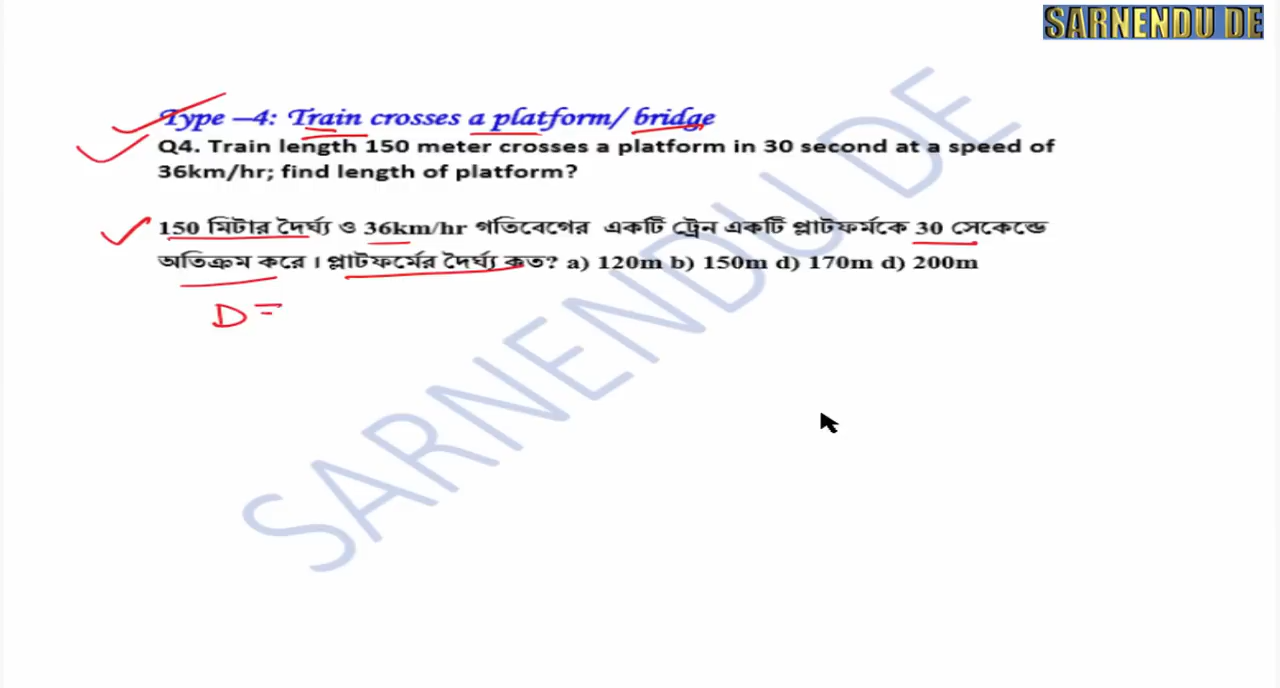 SARNENDU DE
Type –4: Train crosses a platform/ bridge
Q4. Train length 150 meter crosses a platform in 30 second at a speed of
36km/hr; find length of platform?
150 মিটার দৈর্ঘ্য ও 36km/hr গতিবেগের একটি ট্রেন একটি প্লাটফর্মকে 30 সেকেন্ডে
অতিক্রম করে । প্লাটফর্মের দৈর্ঘ্য কত? a) 120m b) 150m d) 170m d) 200m
D =
SARNENDU DE